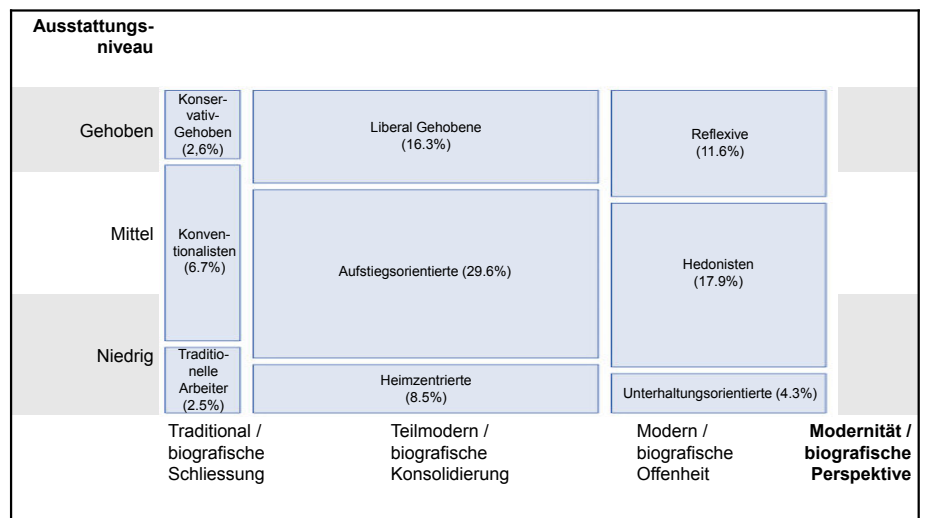 Ausstattungs-
niveau
Gehoben
Konser-
vativ-
Gehoben
(2,6%)
Liberal Gehobene
(16.3%)
Reflexive
(11.6%)
Mittel
Konven-
tionalisten
(6.7%)
Aufstiegsorientierte (29.6%)
Hedonisten
(17.9%)
Niedrig
Traditio-
nelle
Arbeiter
(2.5%)
Heimzentrierte
(8.5%)
Unterhaltungsorientierte (4.3%)
Traditional /
biografische
Schliessung
Teilmodern /
biografische
Konsolidierung
Modern /
biografische
Offenheit
Modernität /
biografische
Perspektive